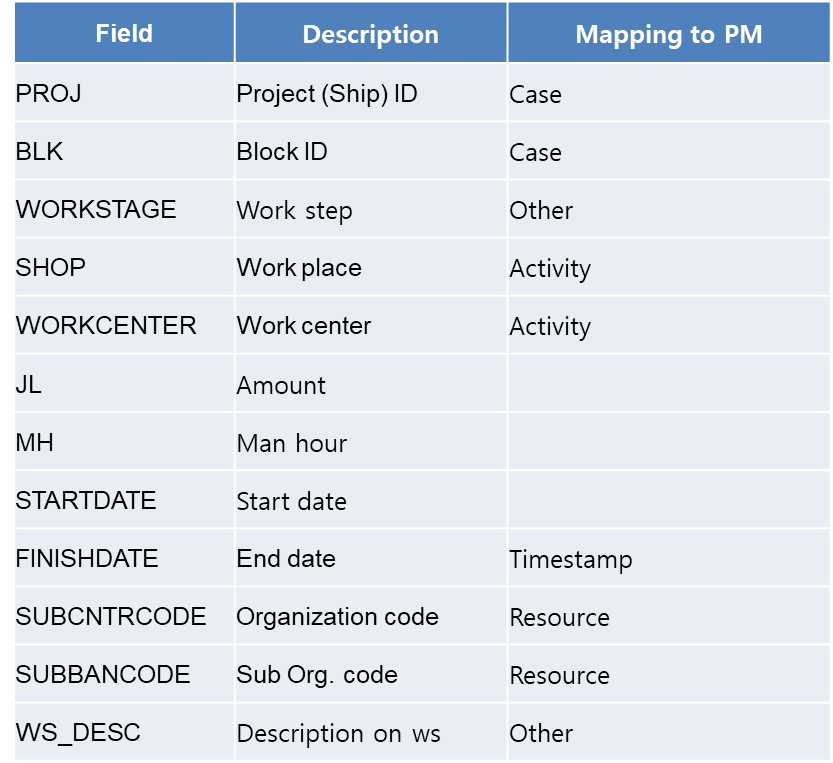 Field Description Mapping to PM
PROJ Project (Ship) ID Case
BLK Block ID Case
WORKSTAGE Work step Other
SHOP Work place Activity
WORKCENTER Work center Activity
JL Amount
MH Man hour
STARTDATE Start date
FINISHDATE End date Timestamp
SUBCNTRCODE Organization code Resource
SUBBANCODE Sub Org. code Resource
WS_DESC Description on ws Other